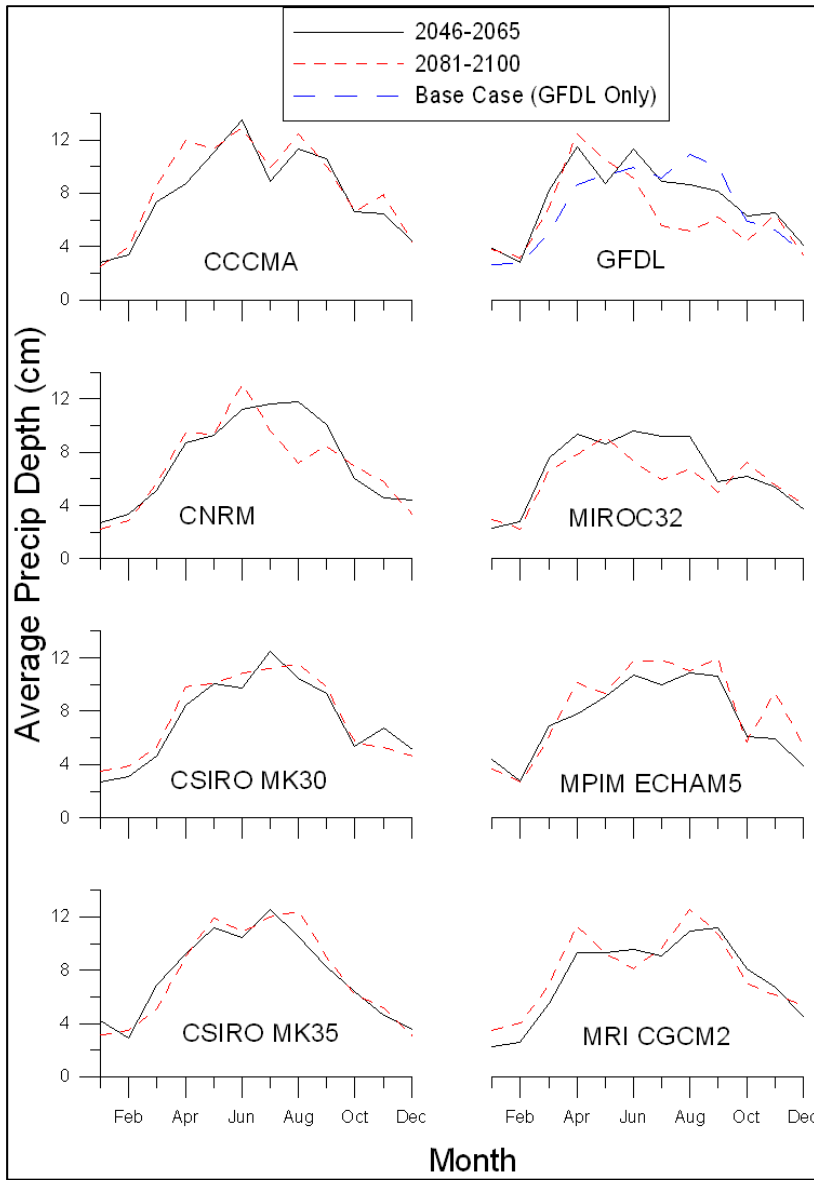 2046-2065
2081-2100
Base Case (GFDL Only)
Average Precip Depth (cm)
12
8
4
0
CCCMA
GFDL
12
8
4
0
CNRM
MIROC32
12
8
4
0
CSIRO MK30
MPIM ECHAM5
12
8
4
0
CSIRO MK35
MRI CGCM2
Feb Apr Jun Aug Oct Dec
Feb Apr Jun Aug Oct Dec
Month